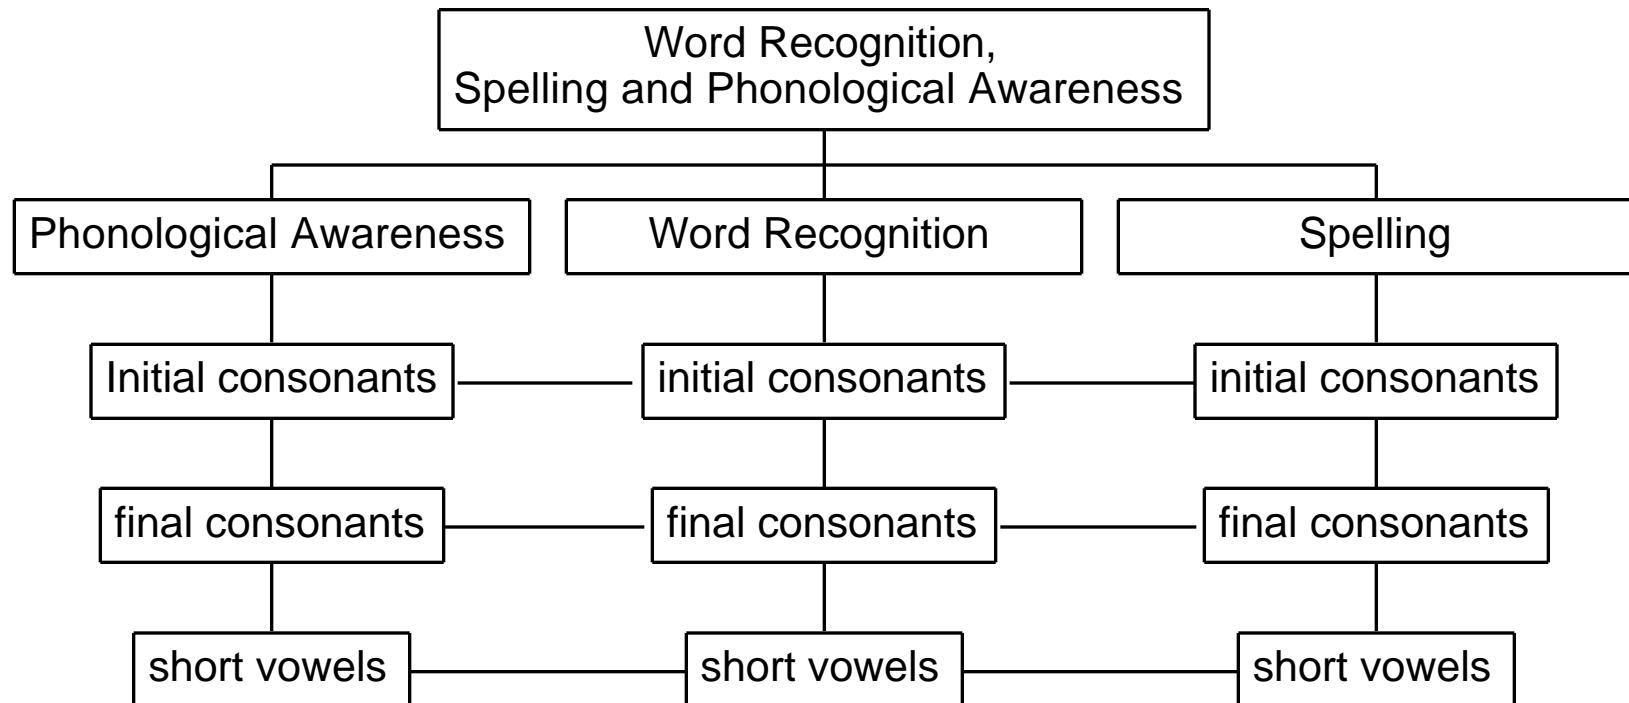 Word Recognition,
Spelling and Phonological Awareness
Phonological Awareness
Word Recognition
Spelling
Initial consonants
initial consonants
initial consonants
final consonants
final consonants
final consonants
short vowels
short vowels
short vowels